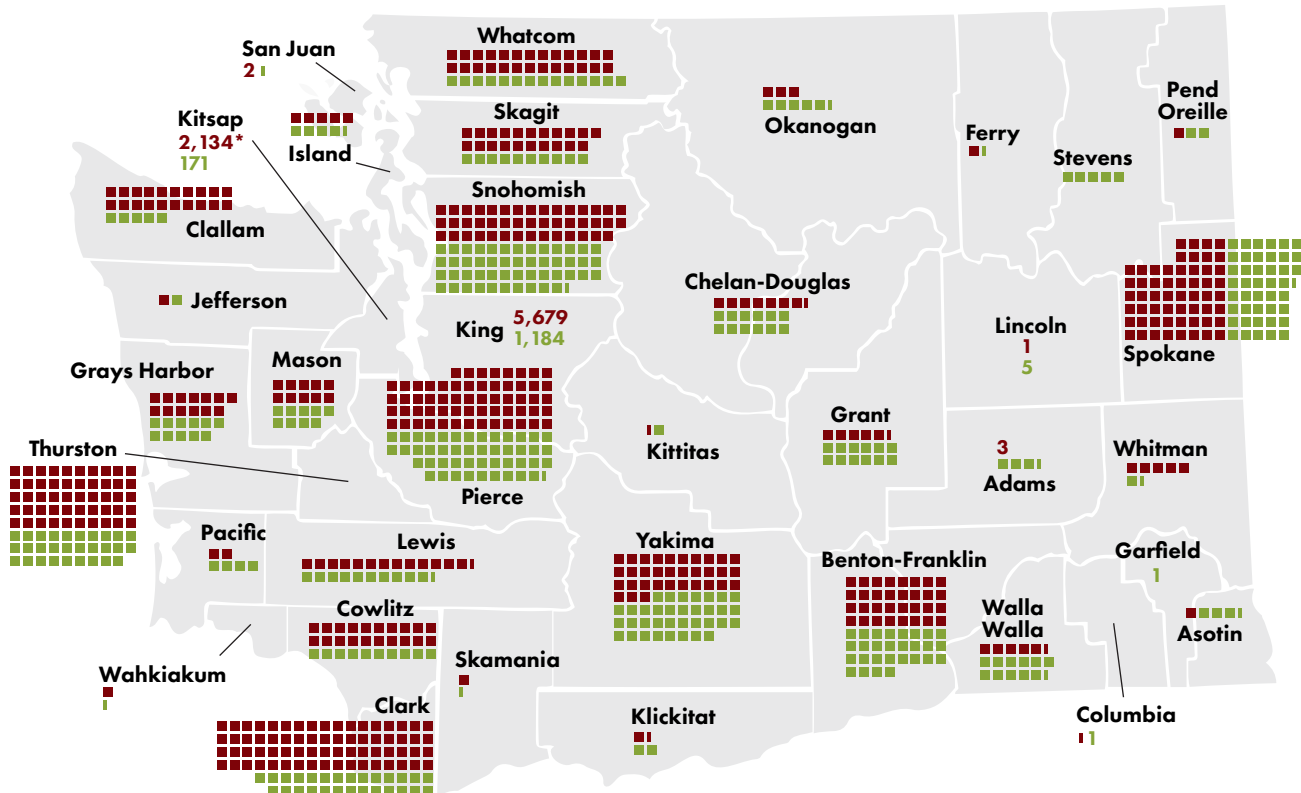 Whatcom
San Juan
2
Kitsap
2,134*
171
Island
Skagit
Okanogan
Ferry
Stevens
Pend
Oreille
Clallam
Snohomish
Jefferson
Chelan-Douglas
King
5,679
1,184
Lincoln
1
5
Spokane
Grays Harbor
Mason
Thurston
Pierce
Kittitas
Grant
3
Adams
Whitman
Pacific
Lewis
Yakima
Benton-Franklin
Garfield
1
Walla
Walla
Asotin
Cowlitz
Wahkiakum
Skamania
Clark
Klickitat
Columbia
1